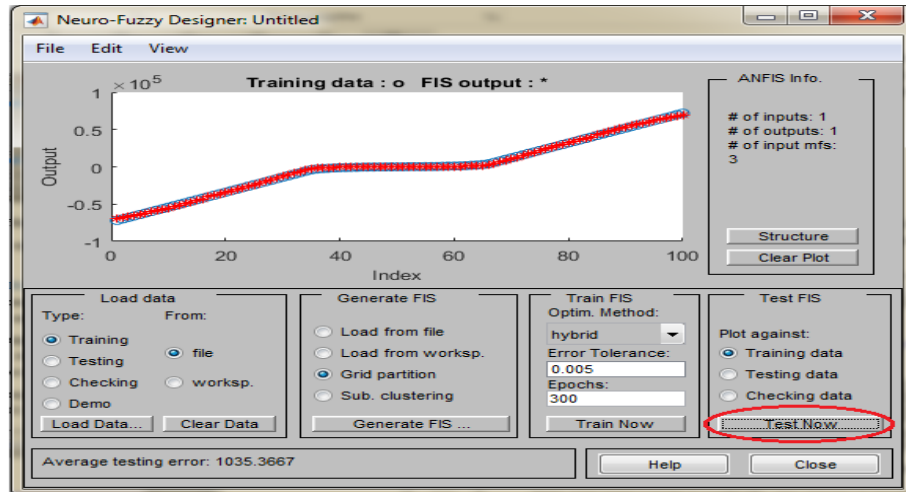 Neuro-Fuzzy Designer: Untitled
File Edit View
×10^5
Training data : o FIS output : *
1
0.5
0
-0.5
-1
Output
0 20 40 60 80 100
Index
ANFIS Info.
# of inputs: 1
# of outputs: 1
# of input mfs:
3
Structure
Clear Plot
Load data
Type: From:
Training
Testing
Checking
Demo
file
worksp.
Load Data... Clear Data
Generate FIS
Load from file
Load from worksp.
Grid partition
Sub. clustering
Generate FIS ...
Train FIS
Optim. Method:
hybrid
Error Tolerance:
0.005
Epochs:
300
Train Now
Test FIS
Plot against:
Training data
Testing data
Checking data
Test Now
Average testing error: 1035.3667
Help Close